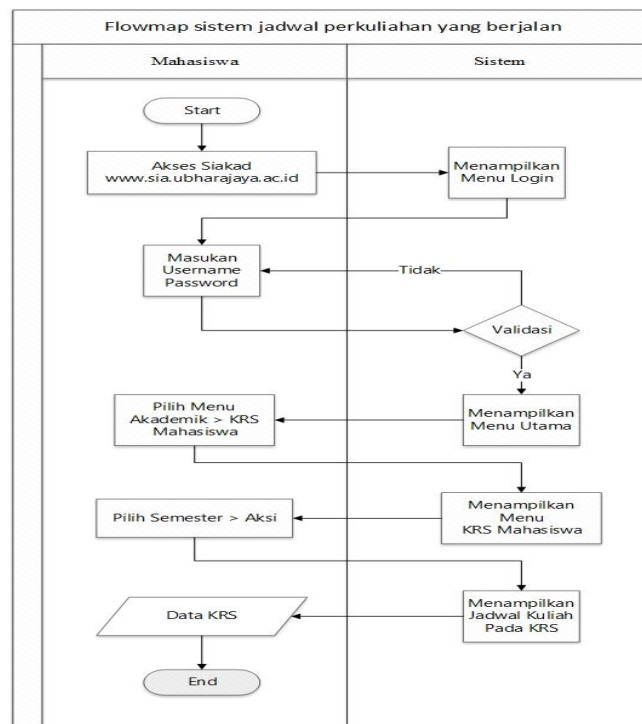 Flowmap sistem jadwal perkuliahan yang berjalan
Mahasiswa
Sistem
Start
Akses Siakad
www.sia.ubharajaya.ac.id
Menampilkan
Menu Login
Masukan
Username
Password
Tidak
Validasi
Ya
Pilih Menu
Akademik > KRS
Mahasiswa
Menampilkan
Menu Utama
Menampilkan
Menu
KRS Mahasiswa
Pilih Semester > Aksi
Menampilkan
Jadwal Kuliah
Pada KRS
Data KRS
End